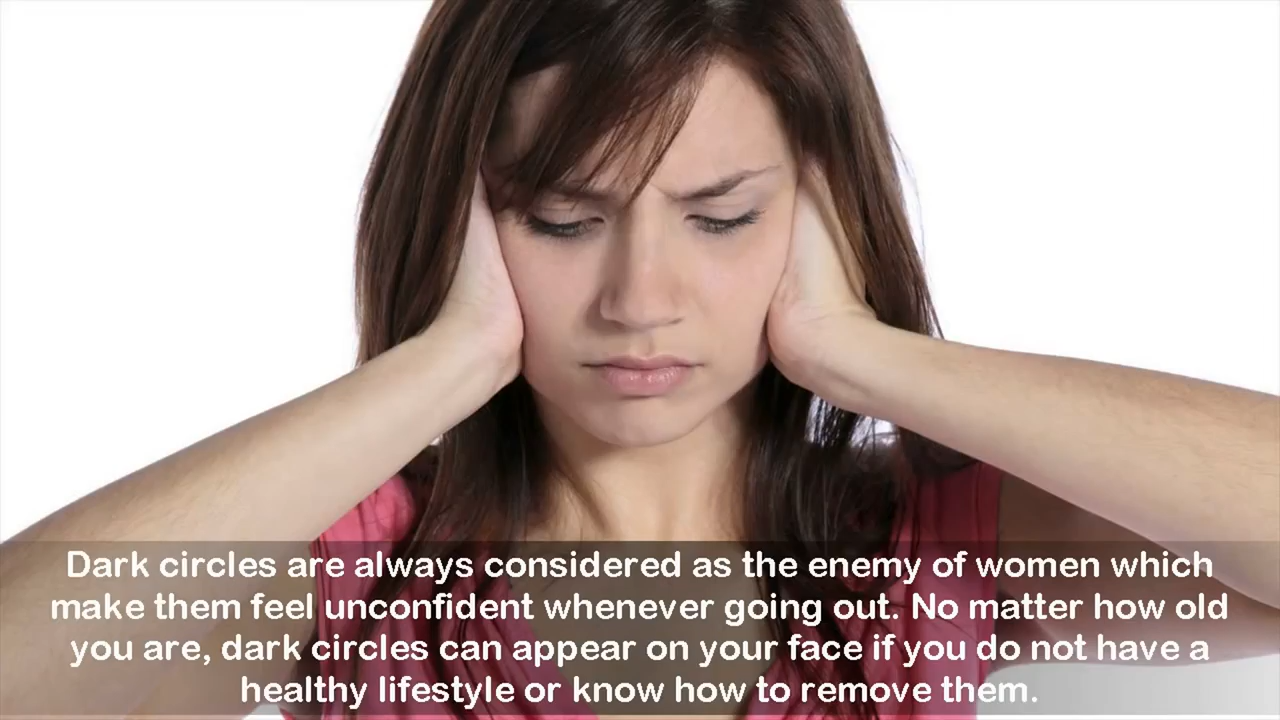 Dark circles are always considered as the enemy of women which
make them feel unconfident whenever going out. No matter how old
you are, dark circles can appear on your face if you do not have a
healthy lifestyle or know how to remove them.